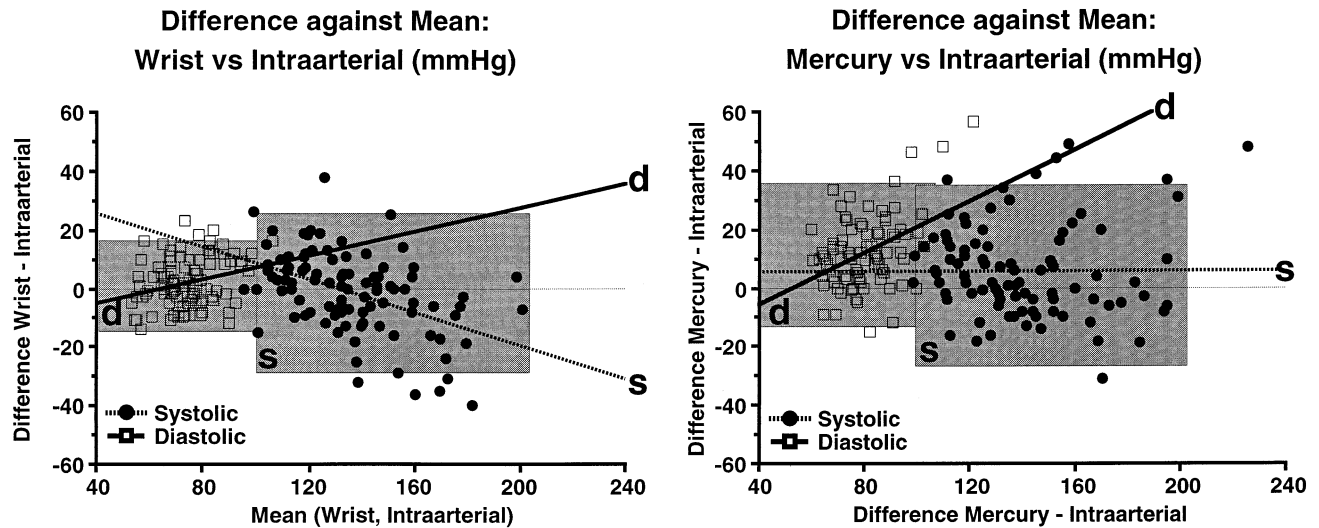 Difference against Mean:
Wrist vs Intraarterial (mmHg)
Difference Wrist - Intraarterial
60
40
20
0
-20
-40
-60
d
d
s
s
Systolic
Diastolic
40
80
120
160
200
240
Mean (Wrist, Intraarterial)
Difference against Mean:
Mercury vs Intraarterial (mmHg)
Difference Mercury - Intraarterial
60
40
20
0
-20
-40
-60
d
s
d
s
Systolic
Diastolic
40
80
120
160
200
240
Difference Mercury - Intraarterial